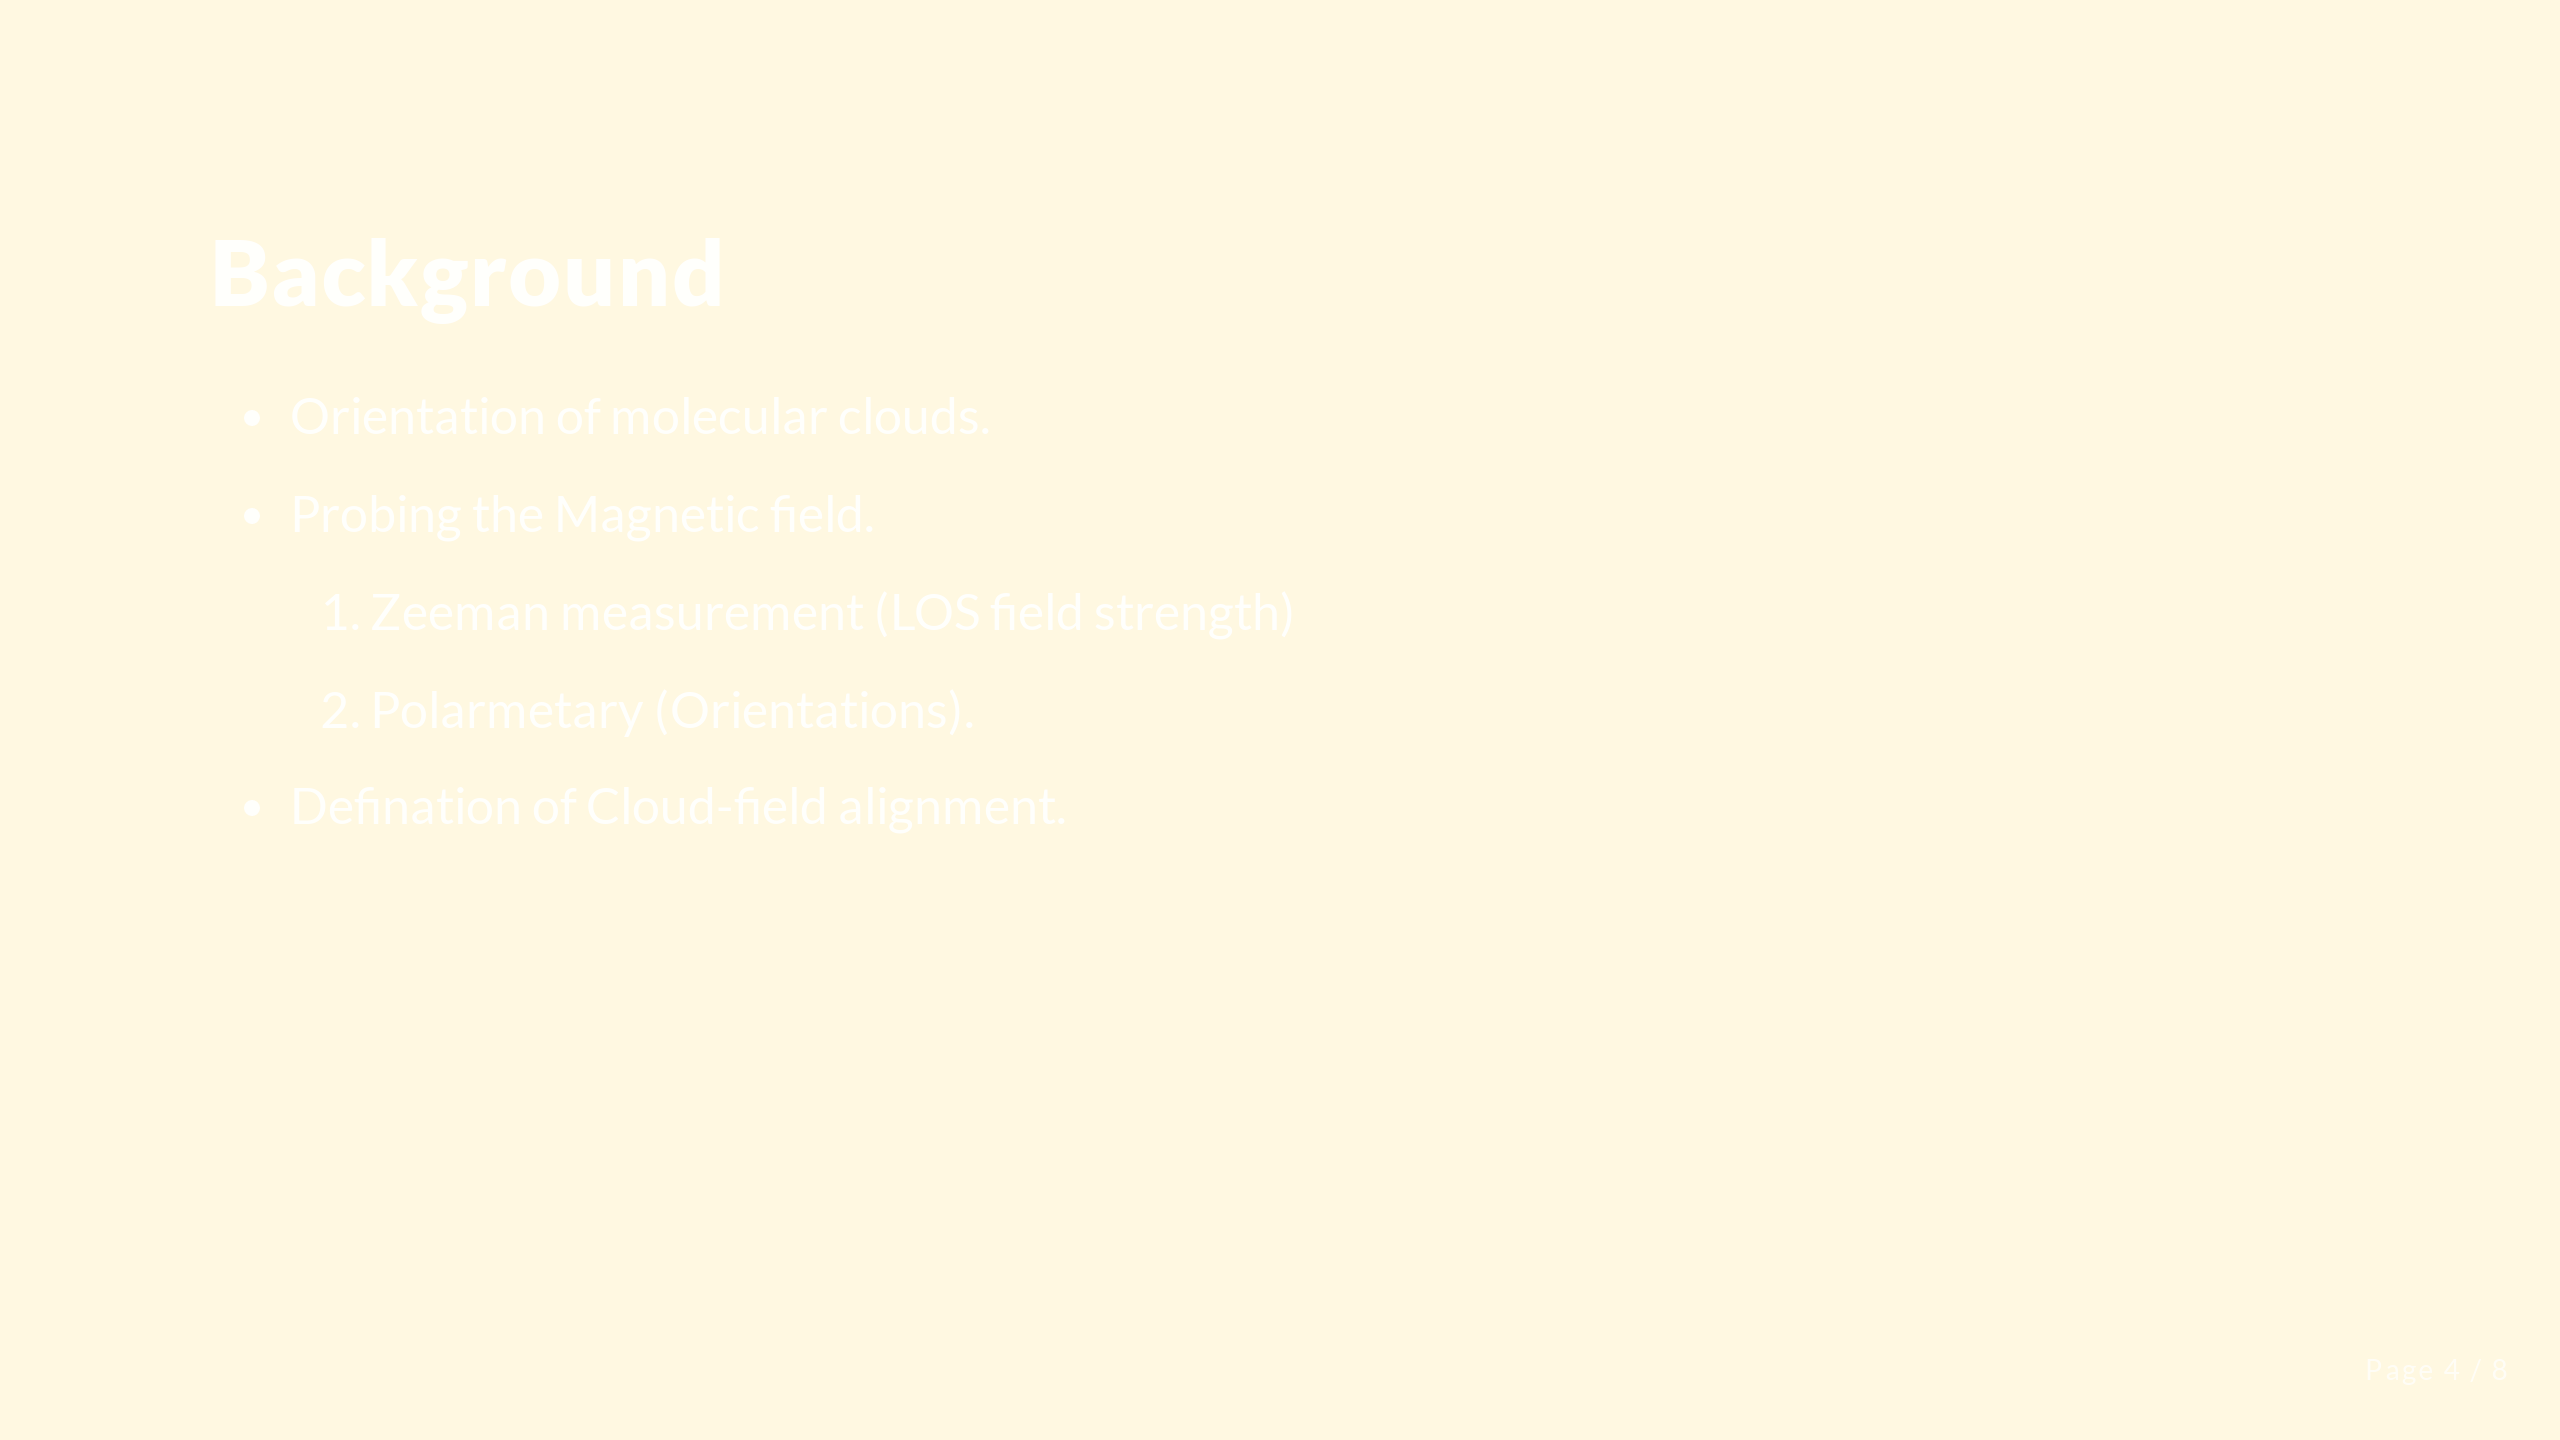 Background
• Orientation of molecular clouds.
• Probing the Magnetic field.
1. Zeeman measurement (LOS field strength)
2. Polarmetary (Orientations).
• Defination of Cloud-field alignment.
Page 4 / 8